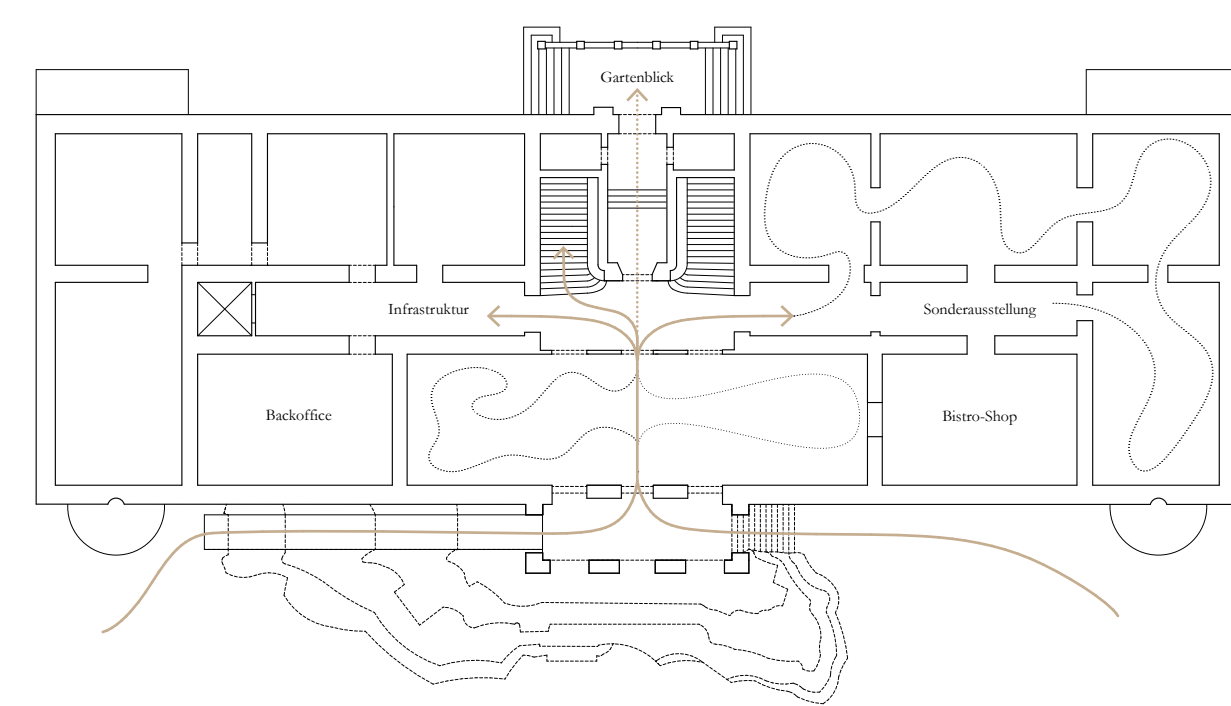 Gartenblick
Infrastruktur
Sonderausstellung
Backoffice
Bistro-Shop